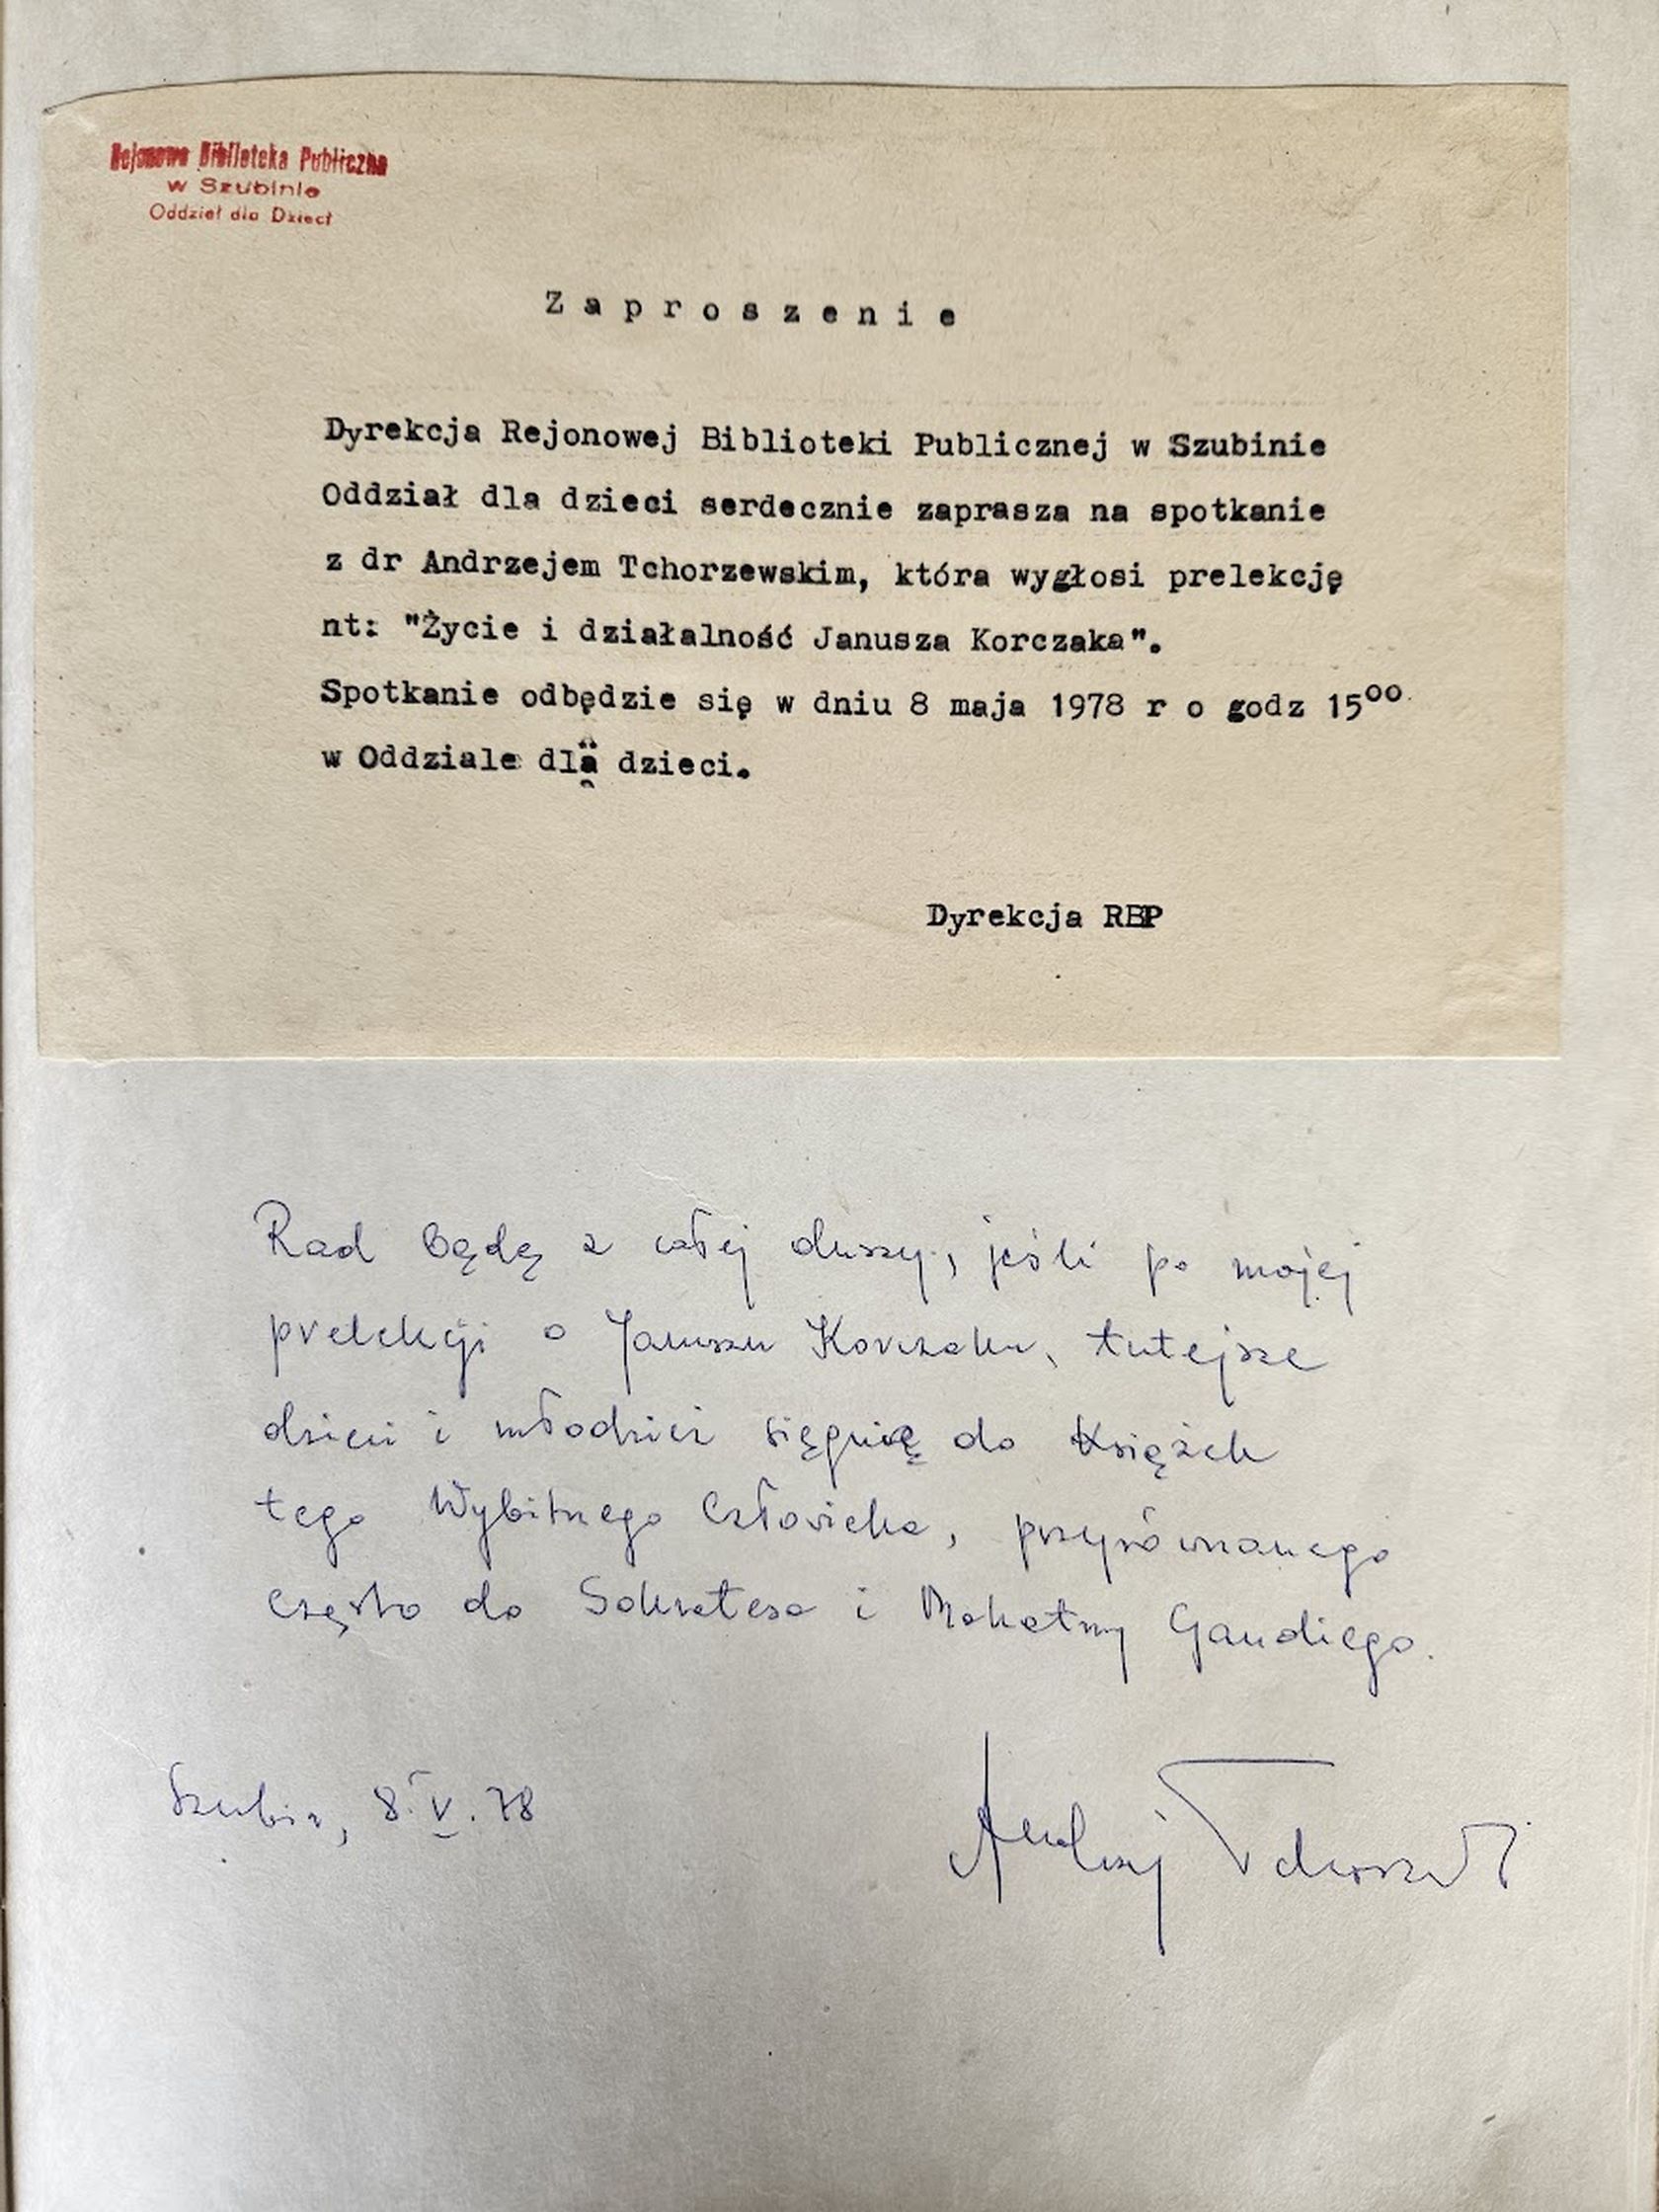 Rejonowa Biblioteka Publiczna
w Szubinie
Oddział dla Dzieci
Zaproszenie
Dyrekcja Rejonowej Biblioteki Publicznej w Szubinie
Oddział dla dzieci serdecznie zaprasza na spotkanie
z dr Andrzejem Tchorzewskim, która wygłosi prelekcję
nt: "Życie i działalność Janusza Korczaka".
Spotkanie odbędzie się w dniu 8 maja 1978 r o godz 15⁰⁰
w Oddziale dla dzieci.
Dyrekcja RBP
Rad będę z całej duszy, jeśli po mojej
prelekcji o Januszu Korczaku, tutejsze
dzieci i młodzież sięgnie do Książek
tego Wybitnego Człowieka, przyrównanego
często do Sokratesa i Mahatmy Gandiego.
Szubin, 8.V.78
Andrzej Tchorzewski